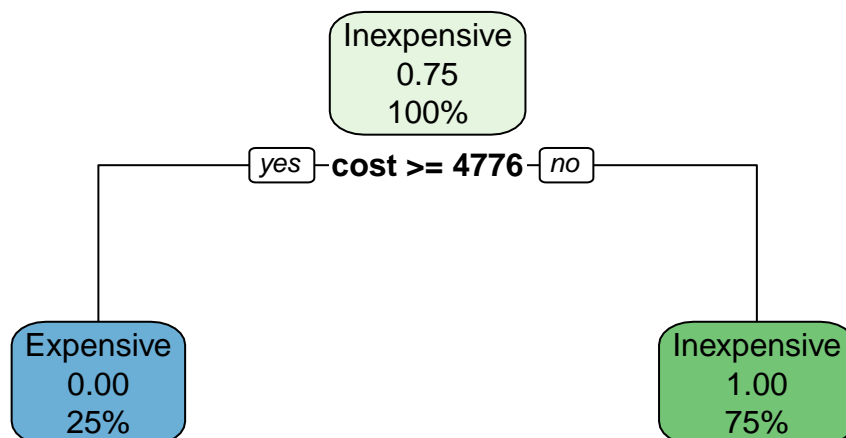 Inexpensive
0.75
100%
yes cost >= 4776 no
Expensive
0.00
25%
Inexpensive
1.00
75%